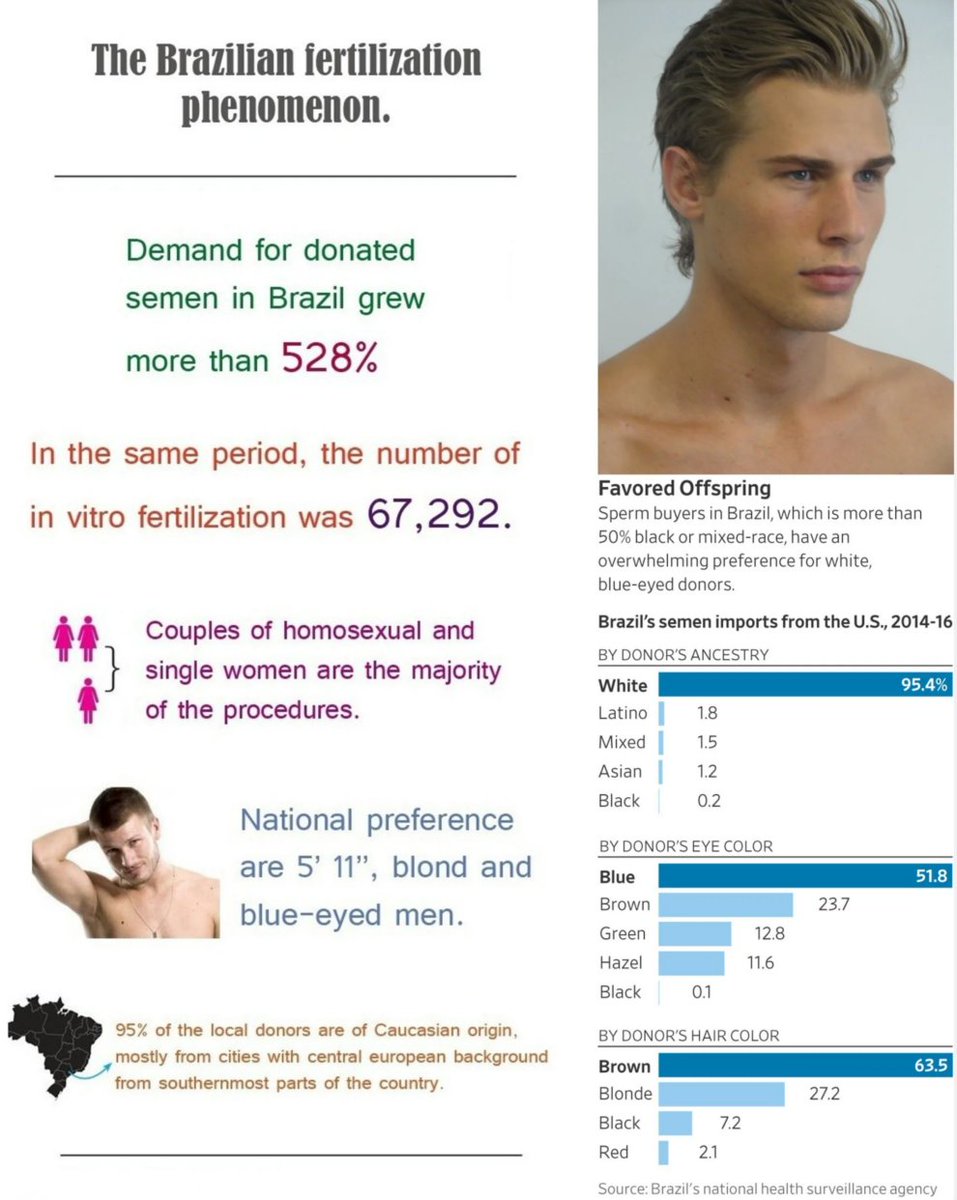 The Brazilian fertilization
phenomenon.
Demand for donated
semen in Brazil grew
more than 528%
In the same period, the number of
in vitro fertilization was 67,292.
Couples of homosexual and
single women are the majority
of the procedures.
National preference
are 5' 11”, blond and
blue-eyed men.
95% of the local donors are of Caucasian origin,
mostly from cities with central european background
from southernmost parts of the country.
Favored Offspring
Sperm buyers in Brazil, which is more than
50% black or mixed-race, have an
overwhelming preference for white,
blue-eyed donors.
Brazil's semen imports from the U.S., 2014-16
BY DONOR'S ANCESTRY
White 95.4%
Latino 1.8
Mixed 1.5
Asian 1.2
Black 0.2
BY DONOR'S EYE COLOR
Blue 51.8
Brown 23.7
Green 12.8
Hazel 11.6
Black 0.1
BY DONOR'S HAIR COLOR
Brown 63.5
Blonde 27.2
Black 7.2
Red 2.1
Source: Brazil's national health surveillance agency